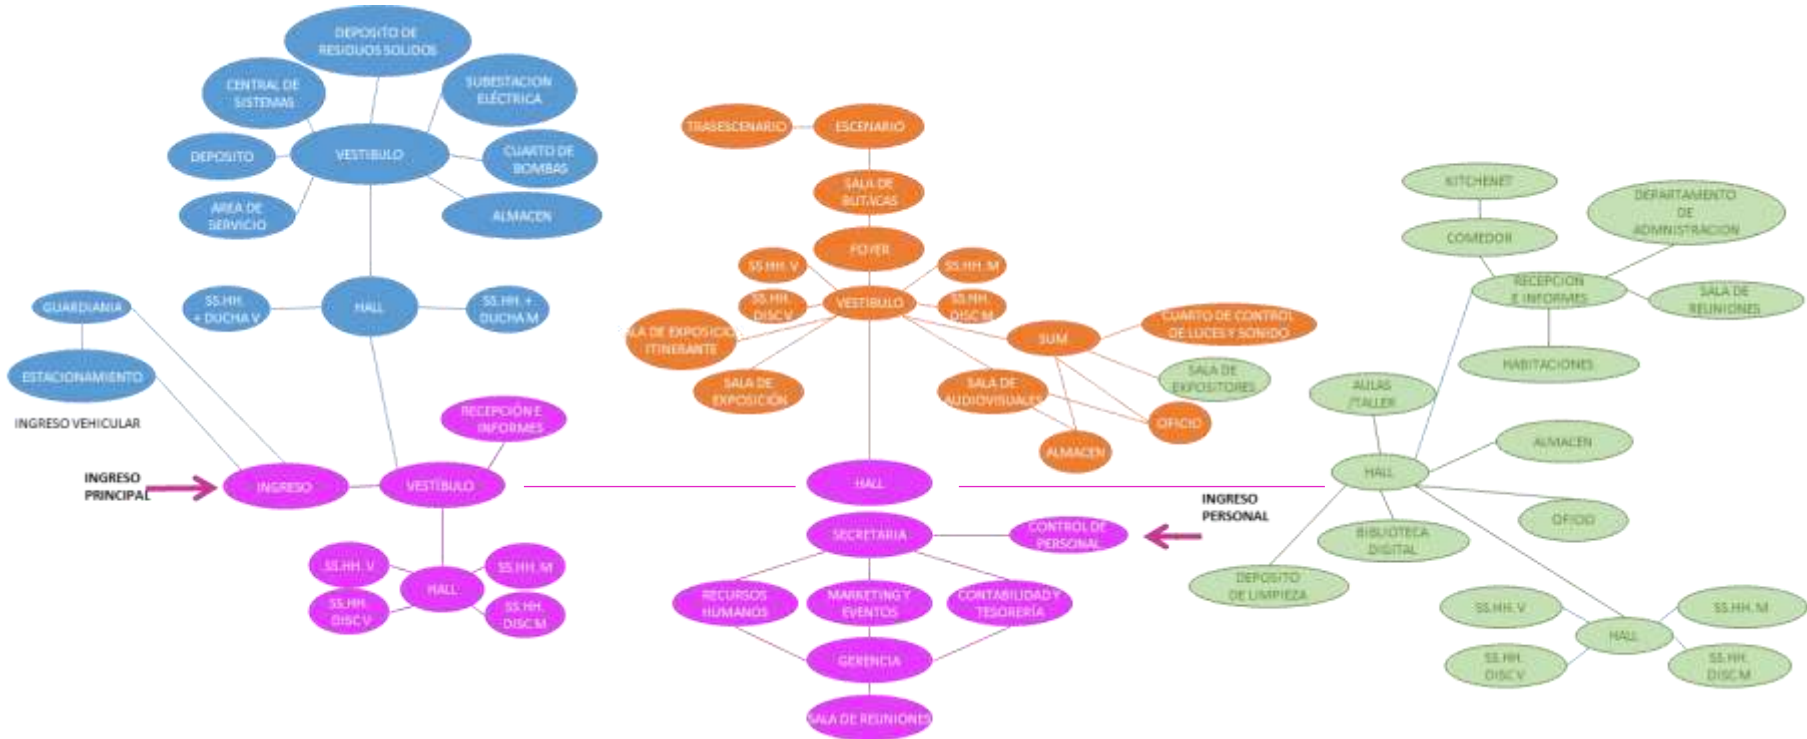 DEPOSITO DE
RESIDUOS SOLIDOS
CENTRAL DE
SISTEMAS
SUBESTACION
ELÉCTRICA
DEPOSITO
VESTIBULO
CUARTO DE
BOMBAS
AREA DE
SERVICIO
ALMACEN
GUARDIANIA
SS.HH.
+ DUCHA V
HALL
SS.HH. +
DUCHA M
ESTACIONAMIENTO
INGRESO VEHICULAR
RECEPCIÓN E
INFORMES
INGRESO
PRINCIPAL
INGRESO
VESTÍBULO
SS.HH. V
SS.HH. M
HALL
SS.HH.
DISC V
SS.HH.
DISC M
TRASESCENARIO
ESCENARIO
SALA DE
BUTACAS
FOYER
SS.HH. V
SS.HH. M
SS.HH.
DISC V
VESTIBULO
SS.HH.
DISC M
ALA DE EXPOSICIO
ITINERANTE
SUM
CUARTO DE CONTROL
DE LUCES Y SONIDO
SALA DE
EXPOSICIÓN
SALA DE
AUDIOVISUALES
SALA DE
EXPOSITORES
OFICIO
ALMACEN
HALL
SECRETARIA
CONTROL DE
PERSONAL
INGRESO
PERSONAL
RECURSOS
HUMANOS
MARKETING Y
EVENTOS
CONTABILIDAD Y
TESORERÍA
GERENCIA
SALA DE REUNIONES
KITCHENET
DEPARTAMENTO
DE
ADMNISTRACION
COMEDOR
RECEPCION
E INFORMES
SALA DE
REUNIONES
HABITACIONES
AULAS
/TALLER
ALMACEN
HALL
OFICIO
BIBLIOTECA
DIGITAL
DEPOSITO
DE LIMPIEZA
SS.HH. V
SS.HH. M
HALL
SS.HH.
DISC V
SS.HH.
DISC M